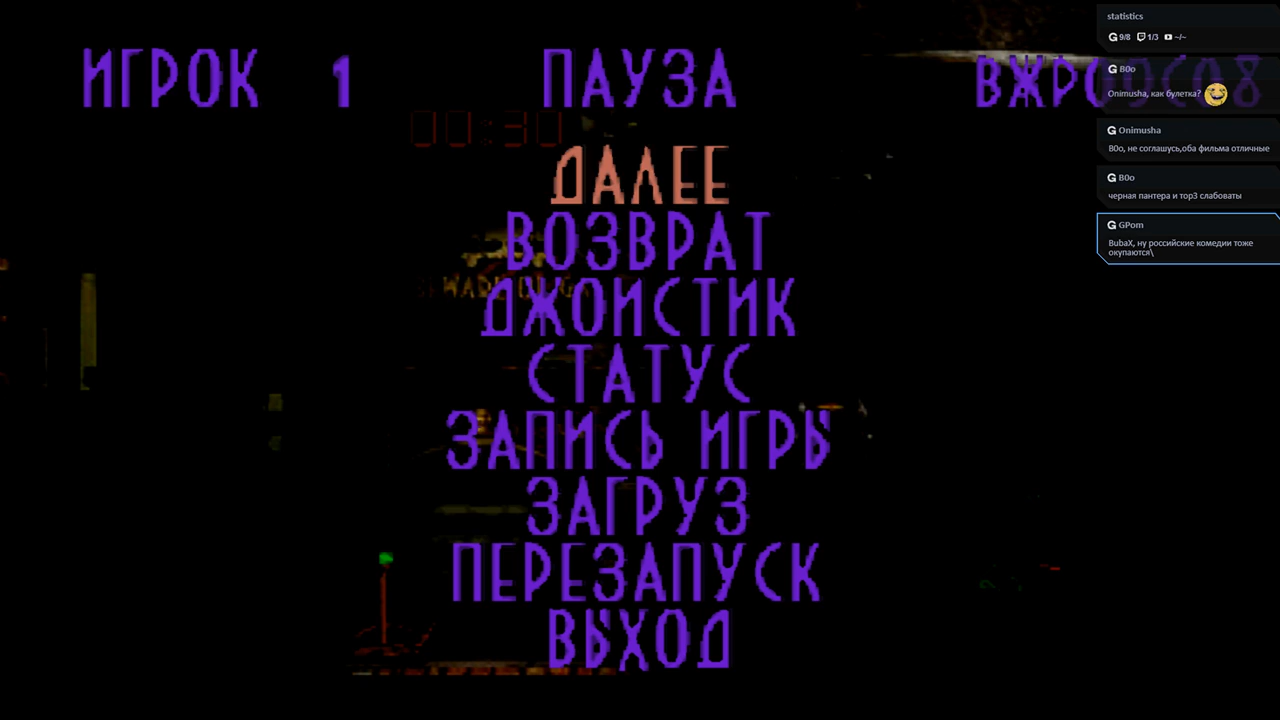 ИГРОК 1
ПАУЗА
00:30
ДАЛЕЕ
ВОЗВРАТ
ДЖОИСТИК
СТАТУС
ЗАПИСЬ ИГРЫ
ЗАГРУЗ
ПЕРЕЗАПУСК
ВЫХОД
statistics
9/8 1/3 ~/~
B0o
Onimusha, как булетка?
Onimusha
B0o, не соглашусь,оба фильма отличные
B0o
черная пантера и тор3 слабоваты
GPom
BubaX, ну российские комедии тоже
окупаются\